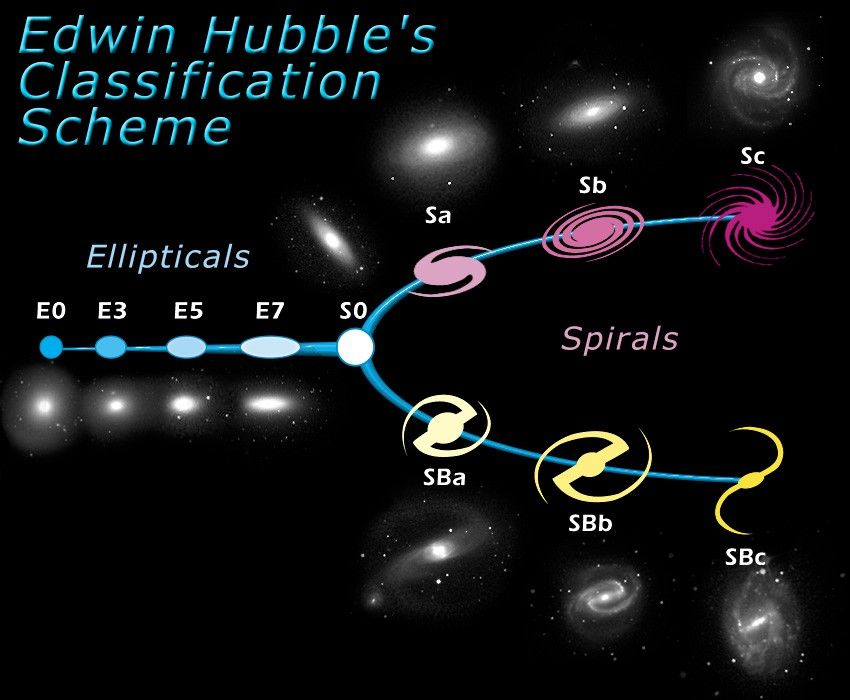 Edwin Hubble's
Classification
Scheme
Sc
Sb
Sa
Ellipticals
E0 E3 E5 E7 S0
Spirals
SBa
SBb
SBc